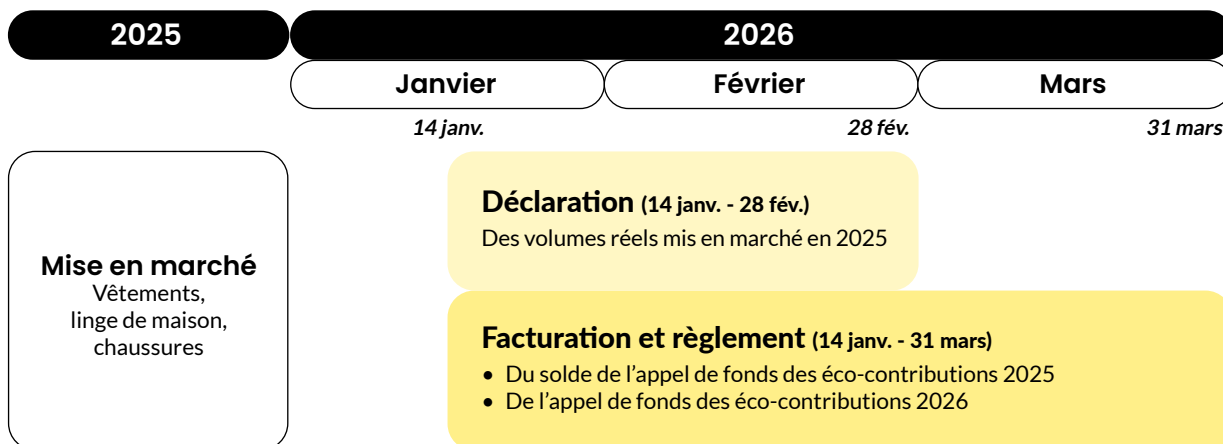 2025
2026
Janvier
Février
Mars
14 janv.
28 fév.
31 mars
Mise en marché
Vêtements,
linge de maison,
chaussures
Déclaration (14 janv. - 28 fév.)
Des volumes réels mis en marché en 2025
Facturation et règlement (14 janv. - 31 mars)
• Du solde de l’appel de fonds des éco-contributions 2025
• De l’appel de fonds des éco-contributions 2026